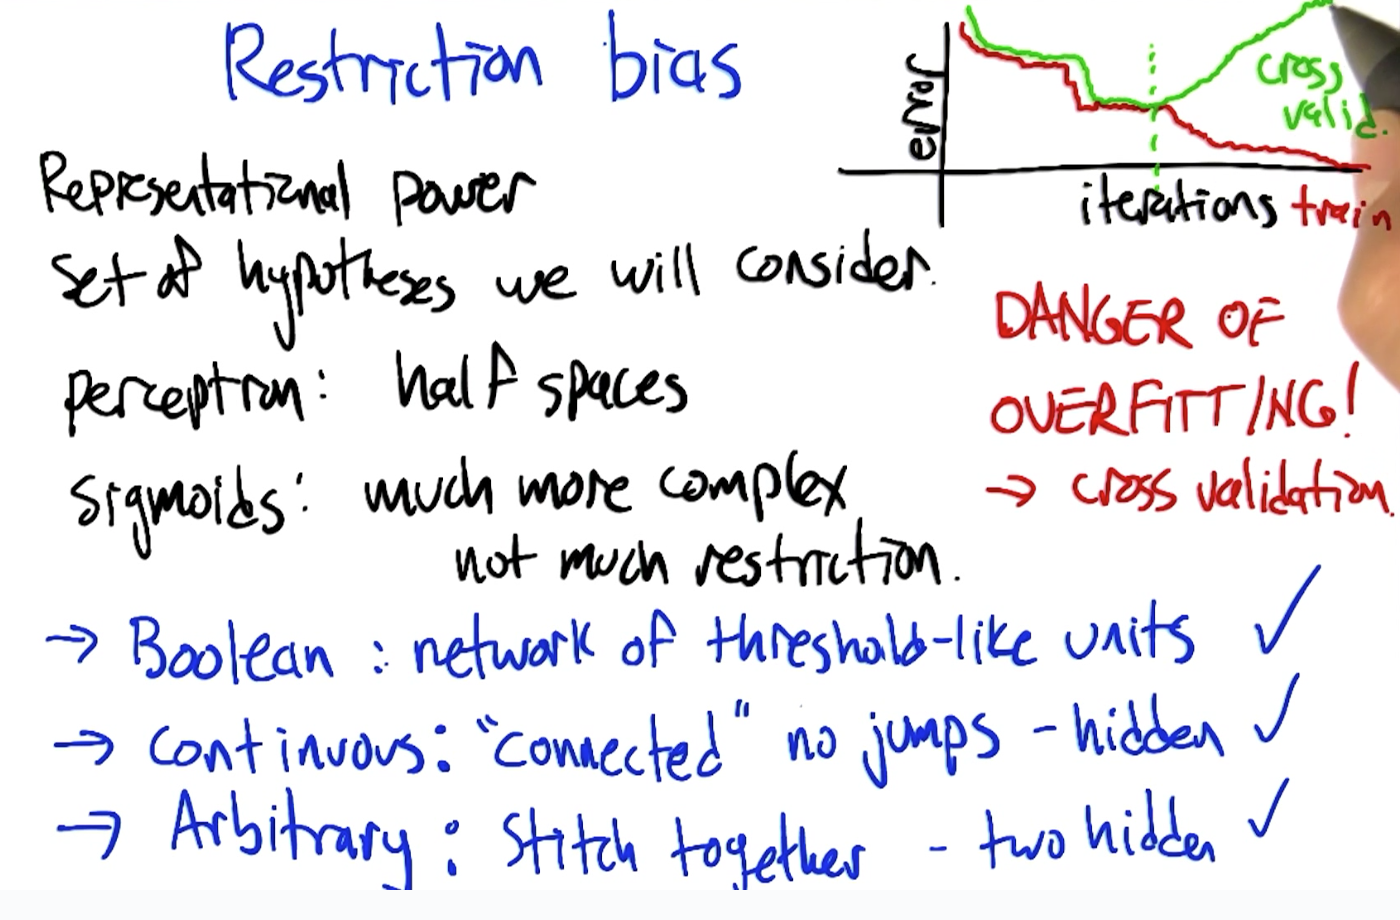 Restriction bias
error
cross
valid.
iterations train
Representational power
set of hypotheses we will consider.
perceptron: half spaces
sigmoids: much more complex
not much restriction.
DANGER OF
OVERFITTING!
→ cross validation.
→ Boolean: network of threshold-like units ✓
→ continuous: "connected" no jumps - hidden ✓
→ Arbitrary: stitch together - two hidden ✓